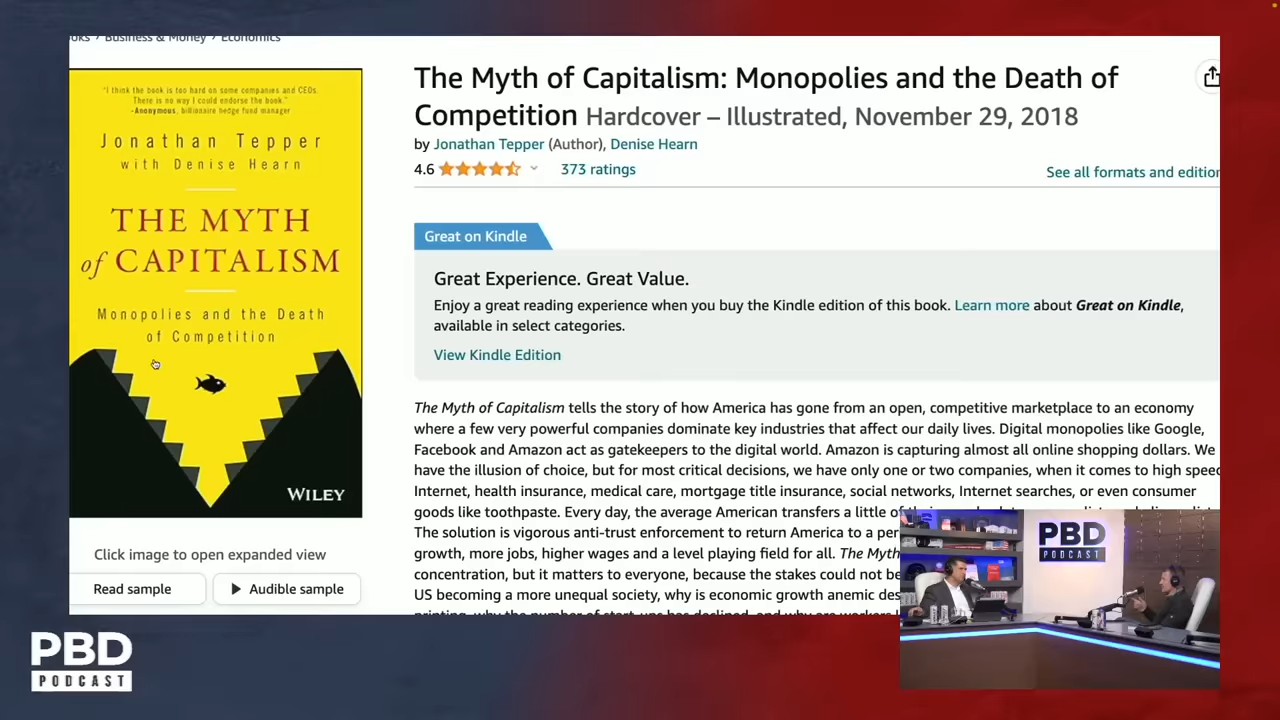 Business & Money › Economics
"I think the book is too hard on some companies and CEOs.
There is no way I could endorse the book."
-Anonymous, billionaire hedge fund manager
Jonathan Tepper
with Denise Hearn
THE MYTH
of CAPITALISM
Monopolies and the Death
of Competition
WILEY
Click image to open expanded view
Read sample
Audible sample
The Myth of Capitalism: Monopolies and the Death of
Competition Hardcover – Illustrated, November 29, 2018
by Jonathan Tepper (Author), Denise Hearn
4.6
373 ratings
See all formats and edition
Great on Kindle
Great Experience. Great Value.
Enjoy a great reading experience when you buy the Kindle edition of this book. Learn more about Great on Kindle,
available in select categories.
View Kindle Edition
The Myth of Capitalism tells the story of how America has gone from an open, competitive marketplace to an economy
where a few very powerful companies dominate key industries that affect our daily lives. Digital monopolies like Google,
Facebook and Amazon act as gatekeepers to the digital world. Amazon is capturing almost all online shopping dollars. We
have the illusion of choice, but for most critical decisions, we have only one or two companies, when it comes to high speed
Internet, health insurance, medical care, mortgage title insurance, social networks, Internet searches, or even consumer
goods like toothpaste. Every day, the average American transfers a little of
The solution is vigorous anti-trust enforcement to return America to a
growth, more jobs, higher wages and a level playing field for all. The Myth
concentration, but it matters to everyone, because the stakes could not be
US becoming a more unequal society, why is economic growth anemic
PBD
PODCAST
PBD
PODCAST